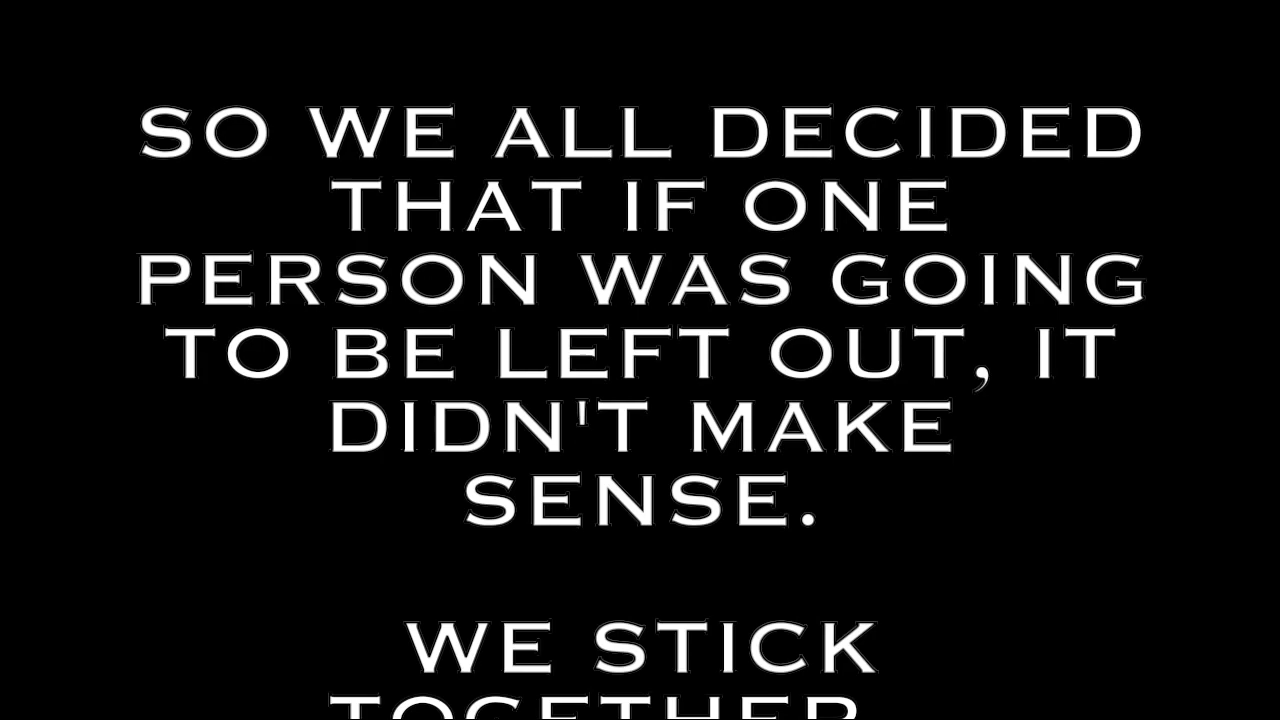 SO WE ALL DECIDED
THAT IF ONE
PERSON WAS GOING
TO BE LEFT OUT, IT
DIDN'T MAKE
SENSE.
WE STICK
TOGETHER